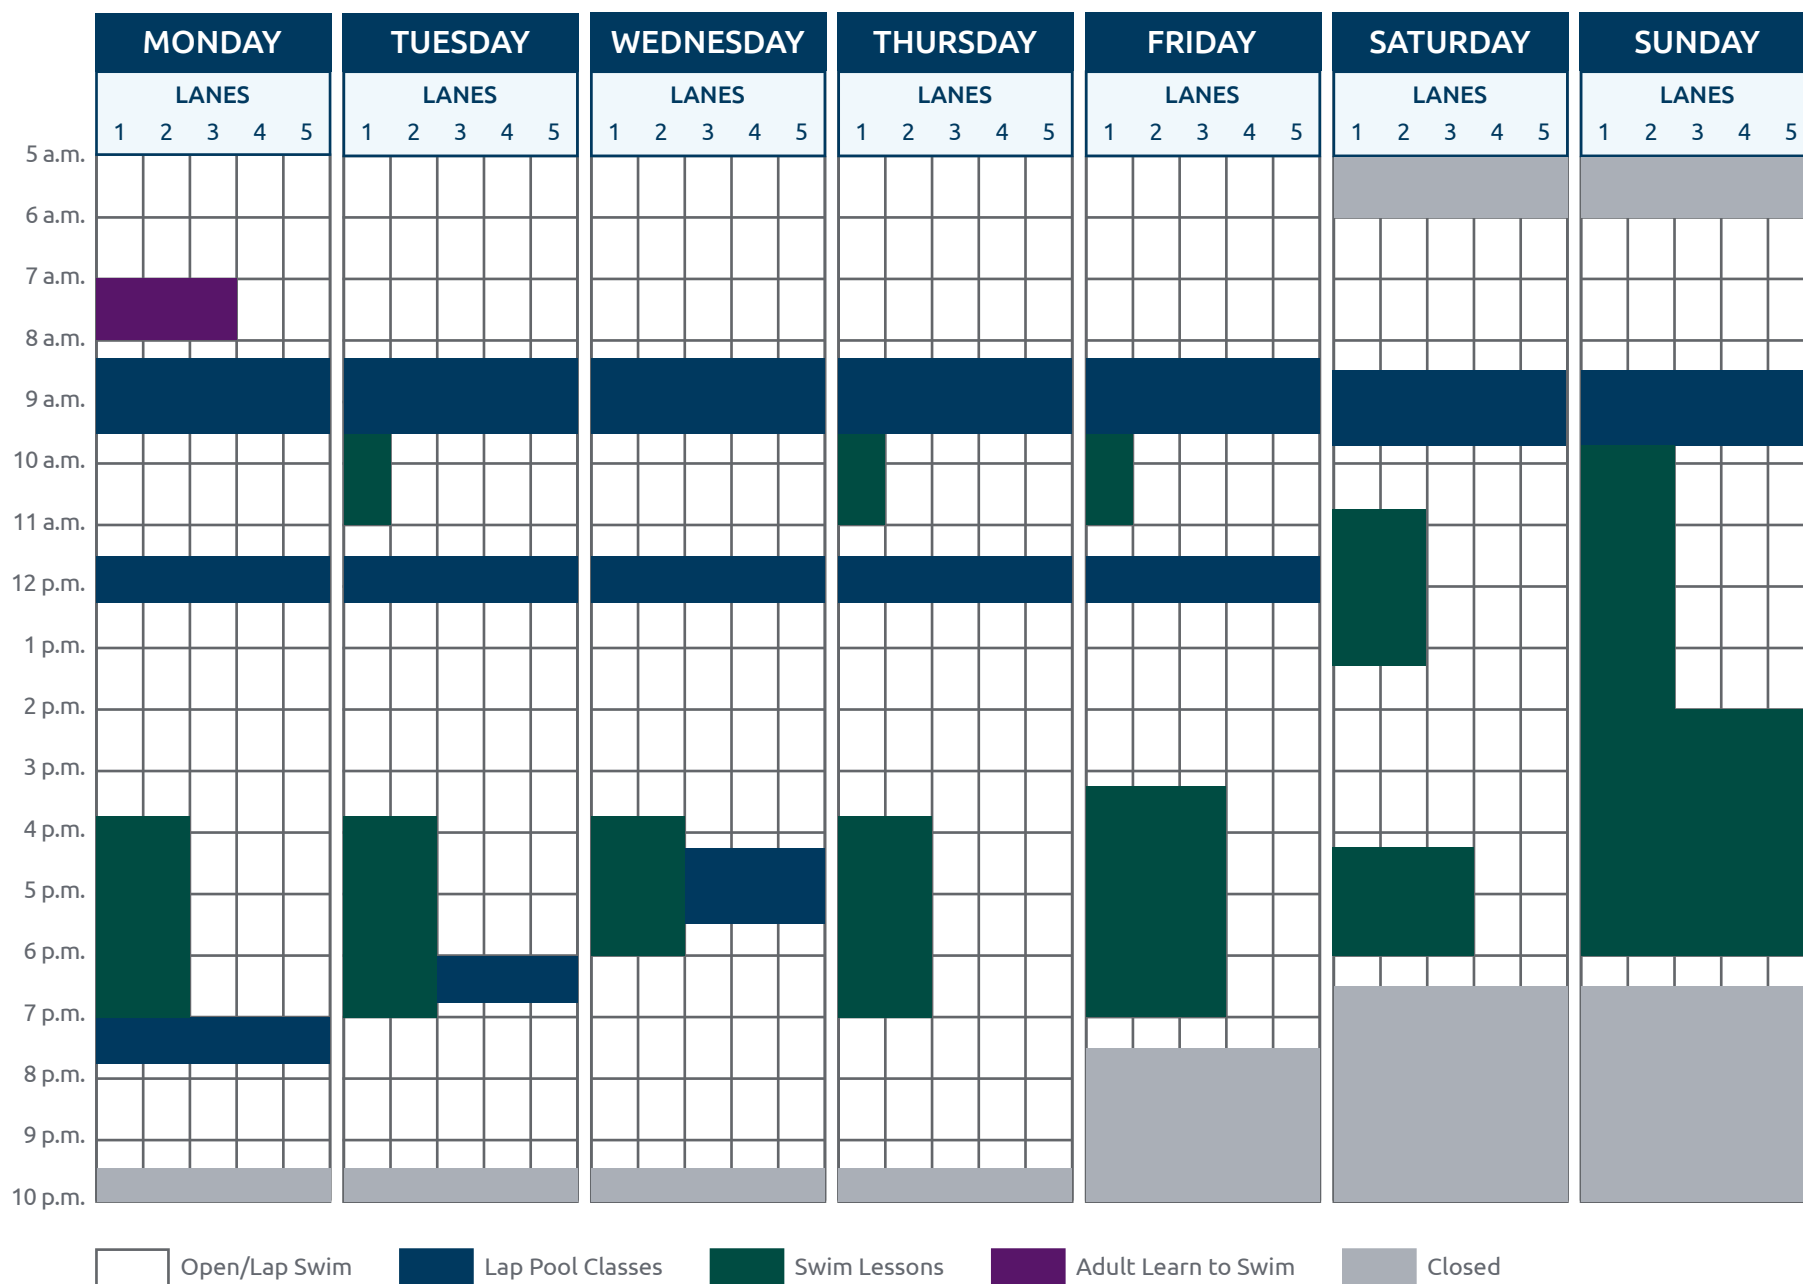 MONDAY TUESDAY WEDNESDAY THURSDAY FRIDAY SATURDAY SUNDAY
LANES LANES LANES LANES LANES LANES LANES
1 2 3 4 5 1 2 3 4 5 1 2 3 4 5 1 2 3 4 5 1 2 3 4 5 1 2 3 4 5 1 2 3 4 5
5 a.m.
6 a.m.
7 a.m.
8 a.m.
9 a.m.
10 a.m.
11 a.m.
12 p.m.
1 p.m.
2 p.m.
3 p.m.
4 p.m.
5 p.m.
6 p.m.
7 p.m.
8 p.m.
9 p.m.
10 p.m.
Open/Lap Swim Lap Pool Classes Swim Lessons Adult Learn to Swim Closed